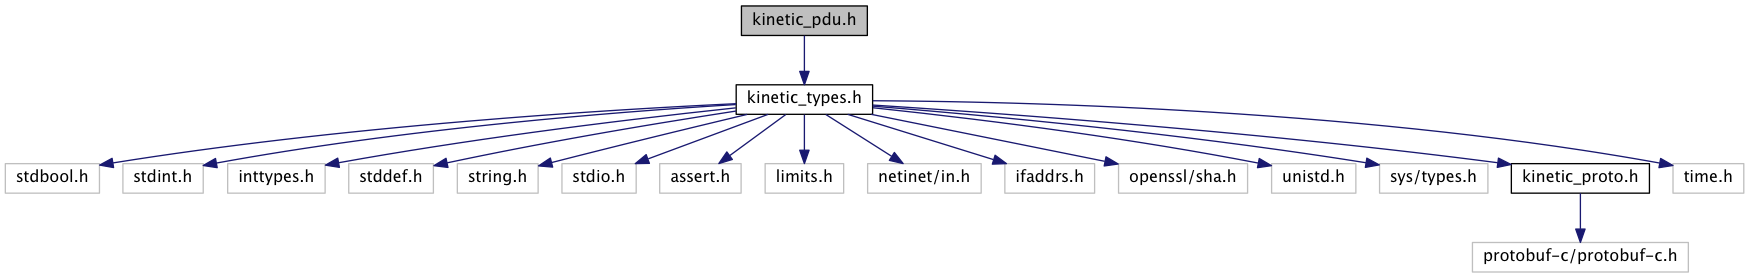 kinetic_pdu.h
kinetic_types.h
stdbool.h
stdint.h
inttypes.h
stddef.h
string.h
stdio.h
assert.h
limits.h
netinet/in.h
ifaddrs.h
openssl/sha.h
unistd.h
sys/types.h
kinetic_proto.h
time.h
protobuf-c/protobuf-c.h